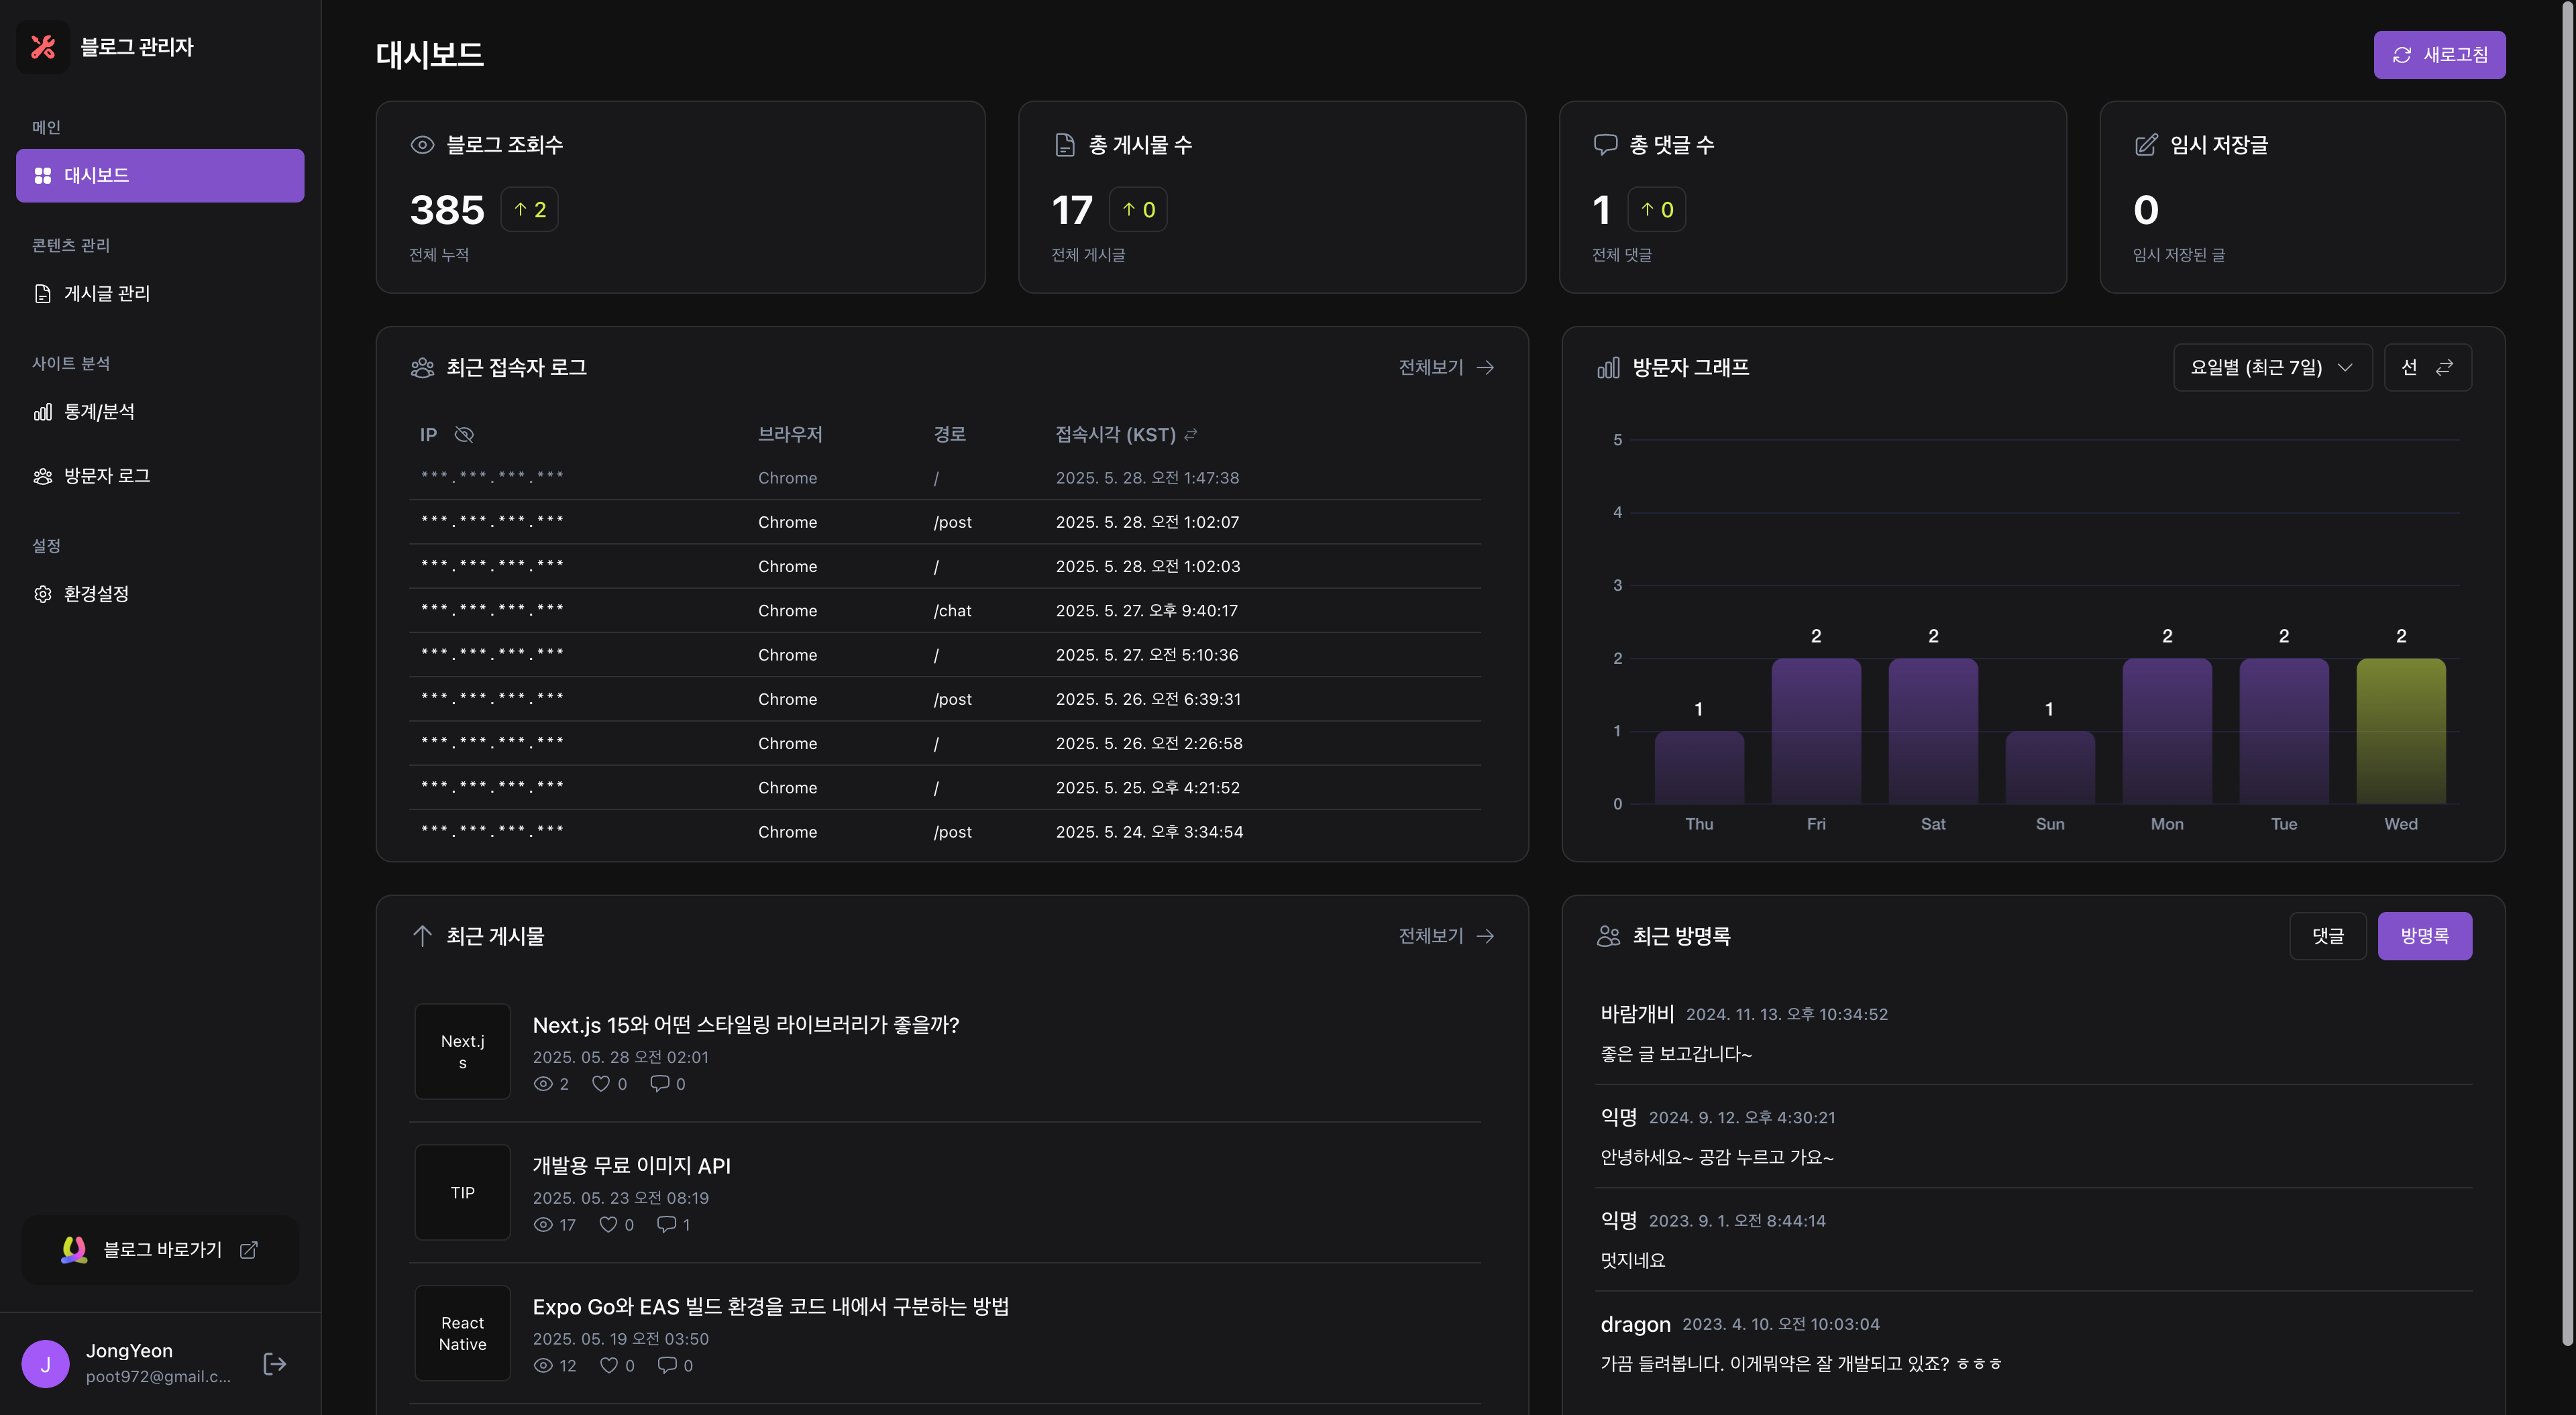 블로그 관리자
메인
대시보드
콘텐츠 관리
게시글 관리
사이트 분석
통계/분석
방문자 로그
설정
환경설정
블로그 바로가기
J
JongYeon
poot972@gmail.c...
대시보드
새로고침
블로그 조회수
385 ↑ 2
전체 누적
총 게시물 수
17 ↑ 0
전체 게시글
총 댓글 수
1 ↑ 0
전체 댓글
임시 저장글
0
임시 저장된 글
최근 접속자 로그
전체보기 →
IP 브라우저 경로 접속시각 (KST)
***.***.***.*** Chrome / 2025. 5. 28. 오전 1:47:38
***.***.***.*** Chrome /post 2025. 5. 28. 오전 1:02:07
***.***.***.*** Chrome / 2025. 5. 28. 오전 1:02:03
***.***.***.*** Chrome /chat 2025. 5. 27. 오후 9:40:17
***.***.***.*** Chrome / 2025. 5. 27. 오전 5:10:36
***.***.***.*** Chrome /post 2025. 5. 26. 오전 6:39:31
***.***.***.*** Chrome / 2025. 5. 26. 오전 2:26:58
***.***.***.*** Chrome / 2025. 5. 25. 오후 4:21:52
***.***.***.*** Chrome /post 2025. 5. 24. 오후 3:34:54
방문자 그래프
요일별 (최근 7일)
선
5
4
3
2
1
0
1 2 2 1 2 2 2
Thu Fri Sat Sun Mon Tue Wed
최근 게시물
전체보기 →
Next.j
s
Next.js 15와 어떤 스타일링 라이브러리가 좋을까?
2025. 05. 28 오전 02:01
2 0 0
TIP
개발용 무료 이미지 API
2025. 05. 23 오전 08:19
17 0 1
React
Native
Expo Go와 EAS 빌드 환경을 코드 내에서 구분하는 방법
2025. 05. 19 오전 03:50
12 0 0
최근 방명록
댓글
방명록
바람개비 2024. 11. 13. 오후 10:34:52
좋은 글 보고갑니다~
익명 2024. 9. 12. 오후 4:30:21
안녕하세요~ 공감 누르고 가요~
익명 2023. 9. 1. 오전 8:44:14
멋지네요
dragon 2023. 4. 10. 오전 10:03:04
가끔 들려봅니다. 이게뭐약은 잘 개발되고 있죠? ㅎㅎㅎ